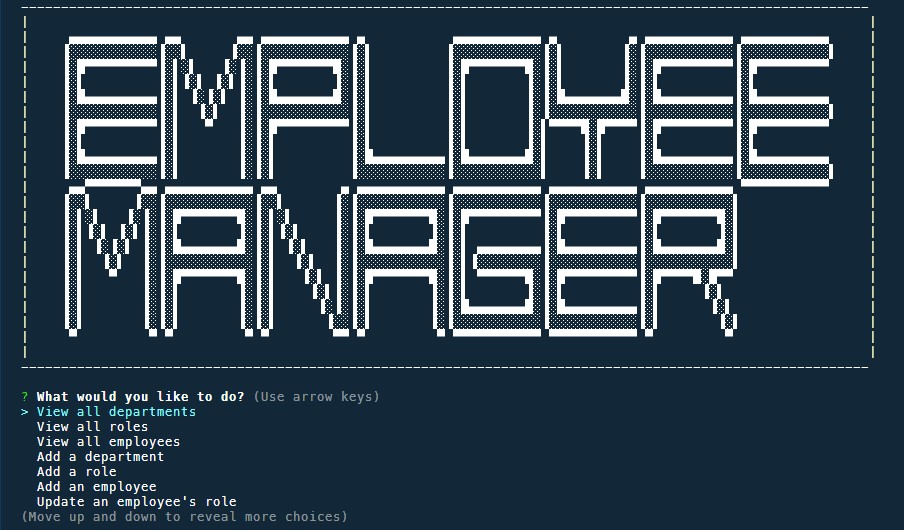 EMPLOYEE
MANAGER
? What would you like to do? (Use arrow keys)
> View all departments
View all roles
View all employees
Add a department
Add a role
Add an employee
Update an employee's role
(Move up and down to reveal more choices)